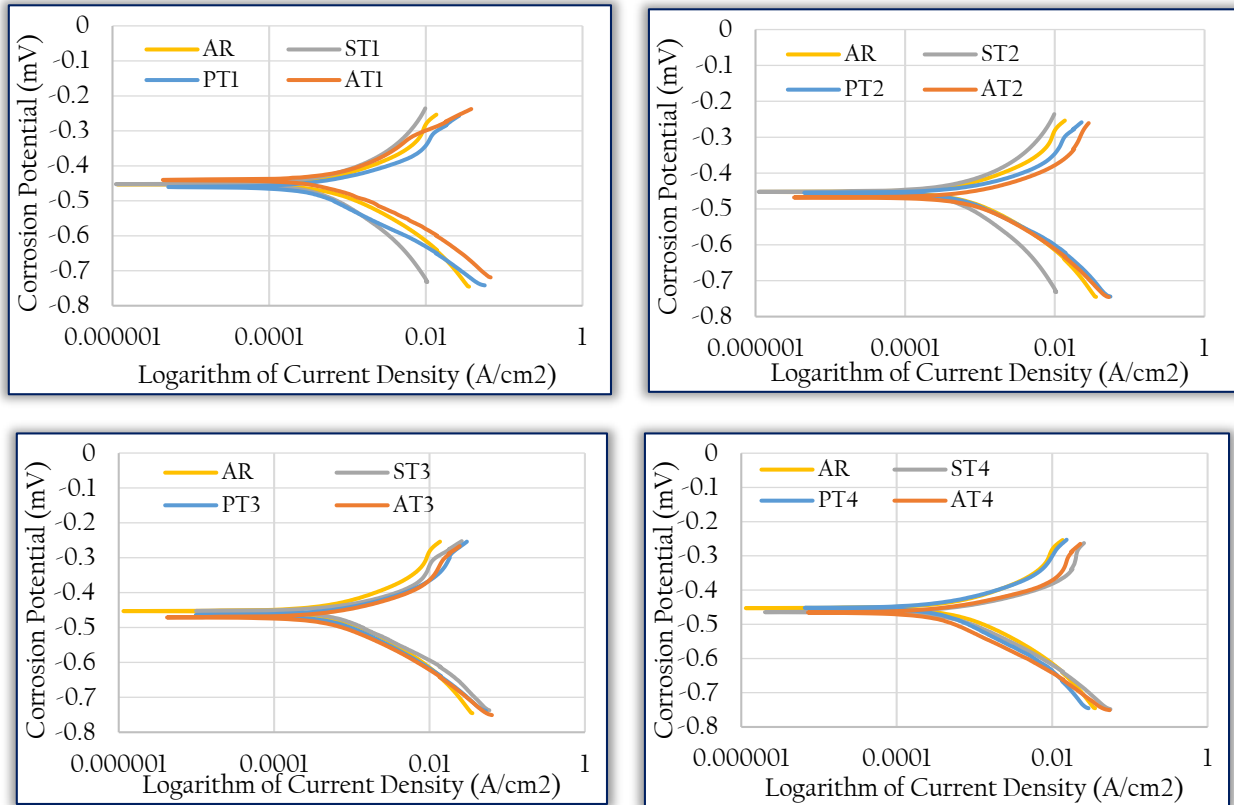 Corrosion Potential (mV)
0
-0.1
-0.2
-0.3
-0.4
-0.5
-0.6
-0.7
-0.8
AR ST1
PT1 AT1
0.000001 0.0001 0.01 1
Logarithm of Current Density (A/cm2)
Corrosion Potential (mV)
0
-0.1
-0.2
-0.3
-0.4
-0.5
-0.6
-0.7
-0.8
AR ST2
PT2 AT2
0.000001 0.0001 0.01 1
Logarithm of Current Density (A/cm2)
Corrosion Potential (mV)
0
-0.1
-0.2
-0.3
-0.4
-0.5
-0.6
-0.7
-0.8
AR ST3
PT3 AT3
0.000001 0.0001 0.01 1
Logarithm of Current Density (A/cm2)
Corrosion Potential (mV)
0
-0.1
-0.2
-0.3
-0.4
-0.5
-0.6
-0.7
-0.8
AR ST4
PT4 AT4
0.000001 0.0001 0.01 1
Logarithm of Current Density (A/cm2)